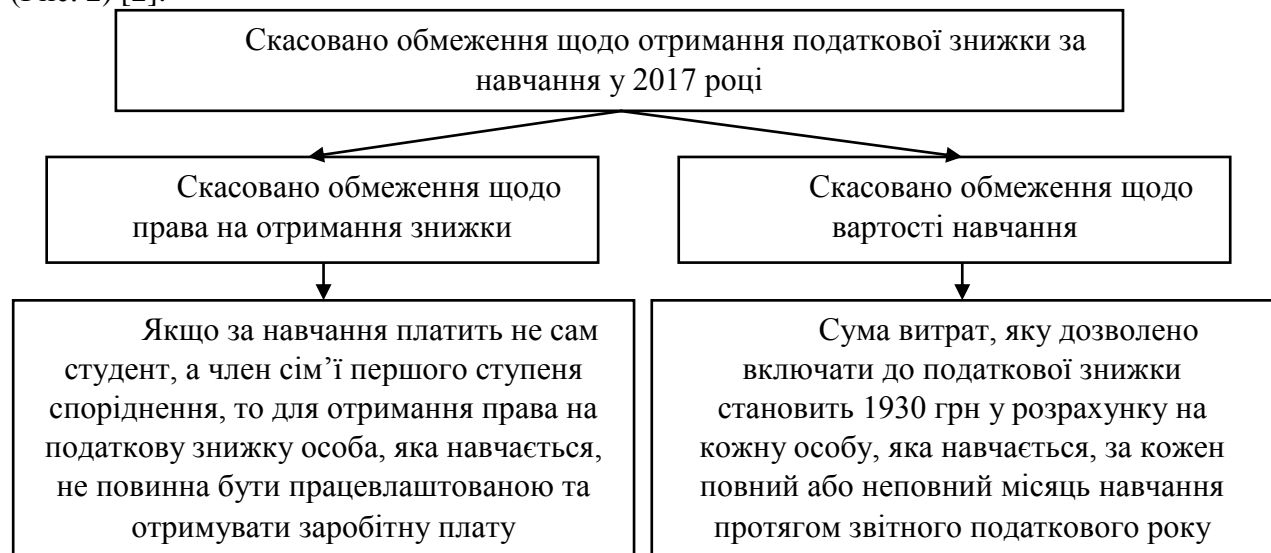 Скасовано обмеження щодо отримання податкової знижки за
навчання у 2017 році
Скасовано обмеження щодо
права на отримання знижки
Скасовано обмеження щодо
вартості навчання
Якщо за навчання платить не сам
студент, а член сім’ї першого ступеня
споріднення, то для отримання права на
податкову знижку особа, яка навчається,
не повинна бути працевлаштованою та
отримувати заробітну плату
Сума витрат, яку дозволено
включати до податкової знижки
становить 1930 грн у розрахунку на
кожну особу, яка навчається, за кожен
повний або неповний місяць навчання
протягом звітного податкового року